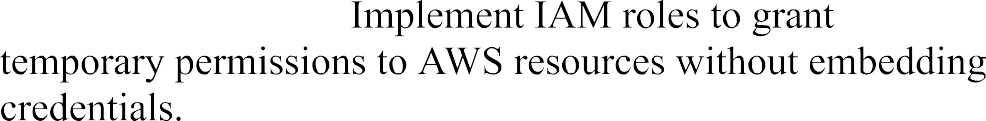 Implement IAM roles to grant
temporary permissions to AWS resources without embedding
credentials.